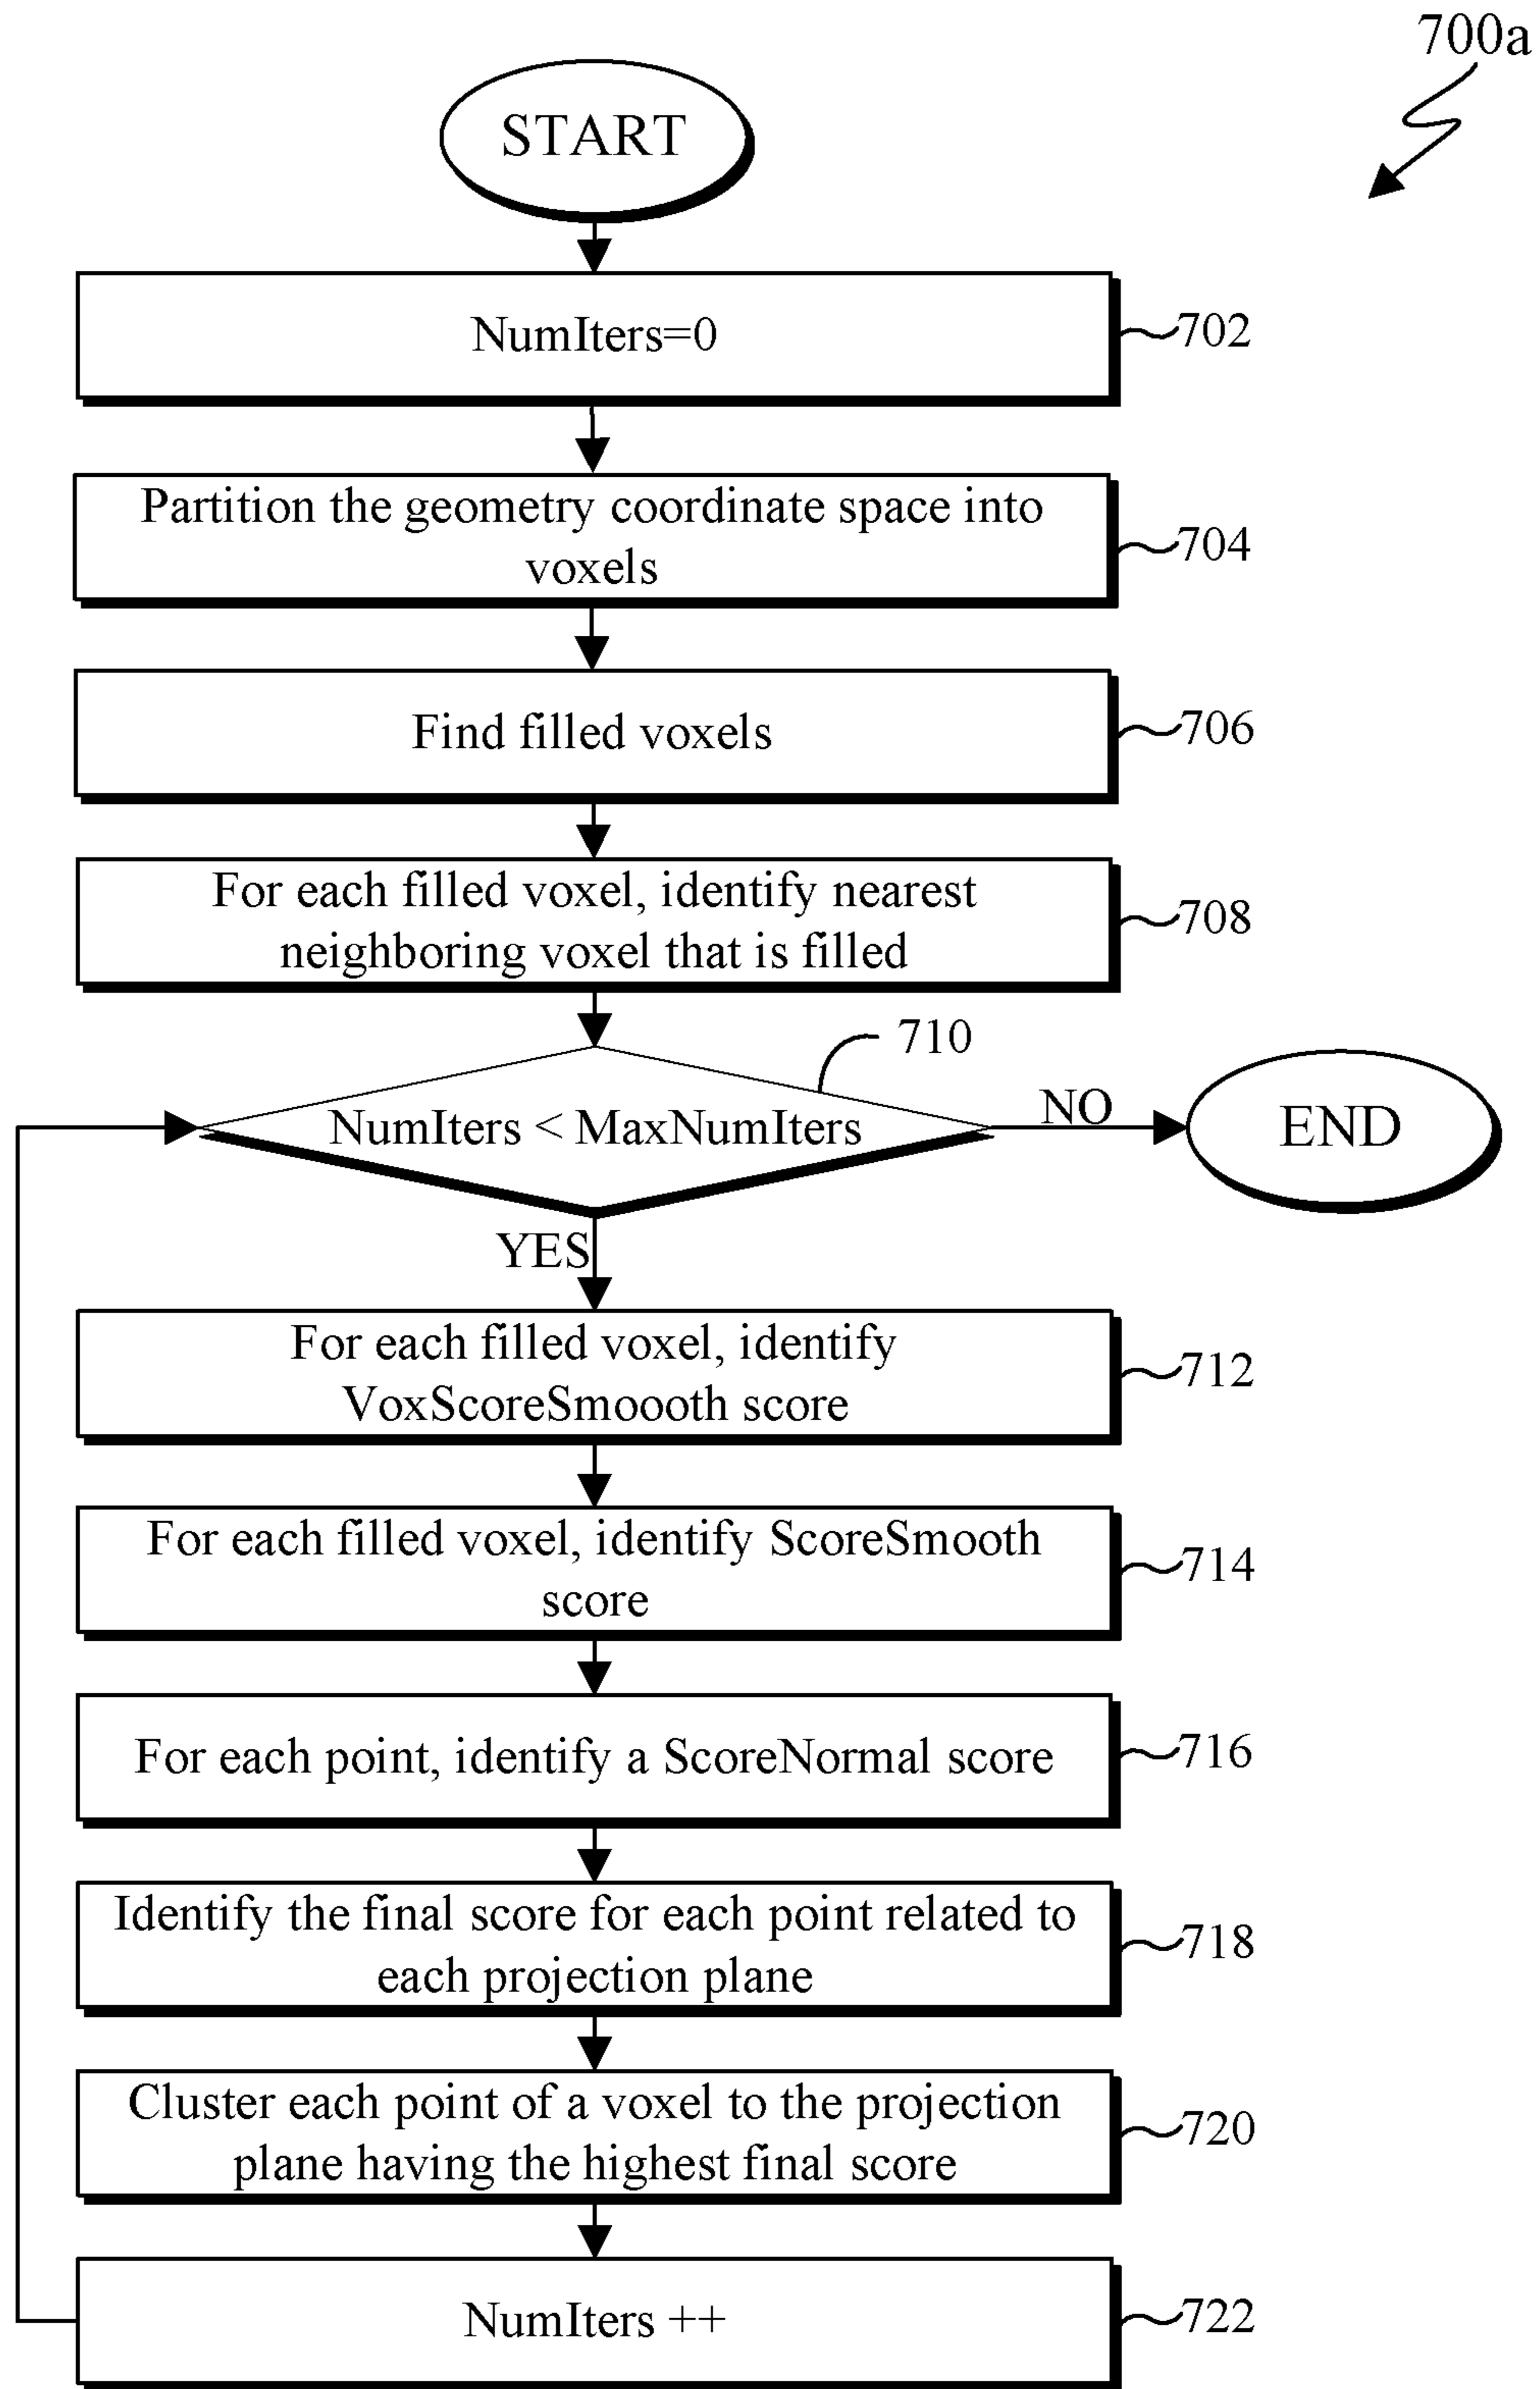 700a
START
NumIters=0
702
Partition the geometry coordinate space into
voxels
704
Find filled voxels
706
For each filled voxel, identify nearest
neighboring voxel that is filled
708
710
NumIters < MaxNumIters
NO
END
YES
For each filled voxel, identify
VoxScoreSmoooth score
712
For each filled voxel, identify ScoreSmooth
score
714
For each point, identify a ScoreNormal score
716
Identify the final score for each point related to
each projection plane
718
Cluster each point of a voxel to the projection
plane having the highest final score
720
NumIters ++
722